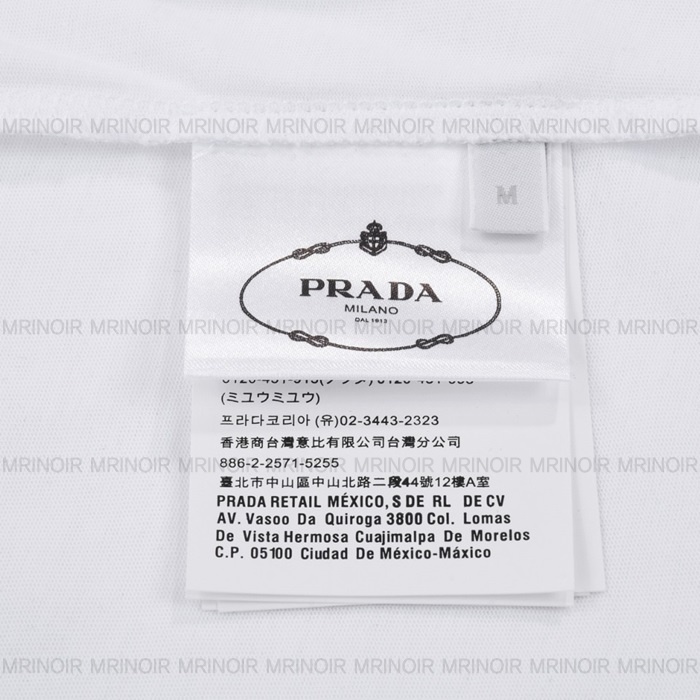 MRINOIR MRINOIR MRINOIR MRINOIR MRINOIR MRINOIR MRINOIR MRINOIR
M
PRADA
MILANO
DAL 1913
MRINOIR MRINOIR MRINOIR MRINOIR MRINOIR MRINOIR MRINOIR MRINOIR
(ミユウミユウ)
프라다코리아 (유)02-3443-2323
香港商台灣意比有限公司台灣分公司
886-2-2571-5255
MRINOIR MRINOIR MRINOIR MRINOIR MRINOIR MRINOIR MRINOIR MRINOIR
臺北市中山區中山北路二段44號12樓A室
PRADA RETAIL MÉXICO, S DE RL DE CV
AV. Vasoo Da Quiroga 3800 Col. Lomas
De Vista Hermosa Cuajimalpa De Morelos
C.P. 05100 Ciudad De México-Máxico
MRINOIR MRINOIR MRINOIR MRINOIR MRINOIR MRINOIR MRINOIR MRINOIR